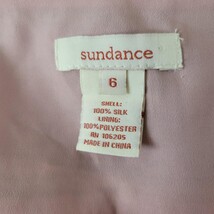 sundance
6
SHELL:
100% SILK
LINING:
100% POLYESTER
RN 106205
MADE IN CHINA